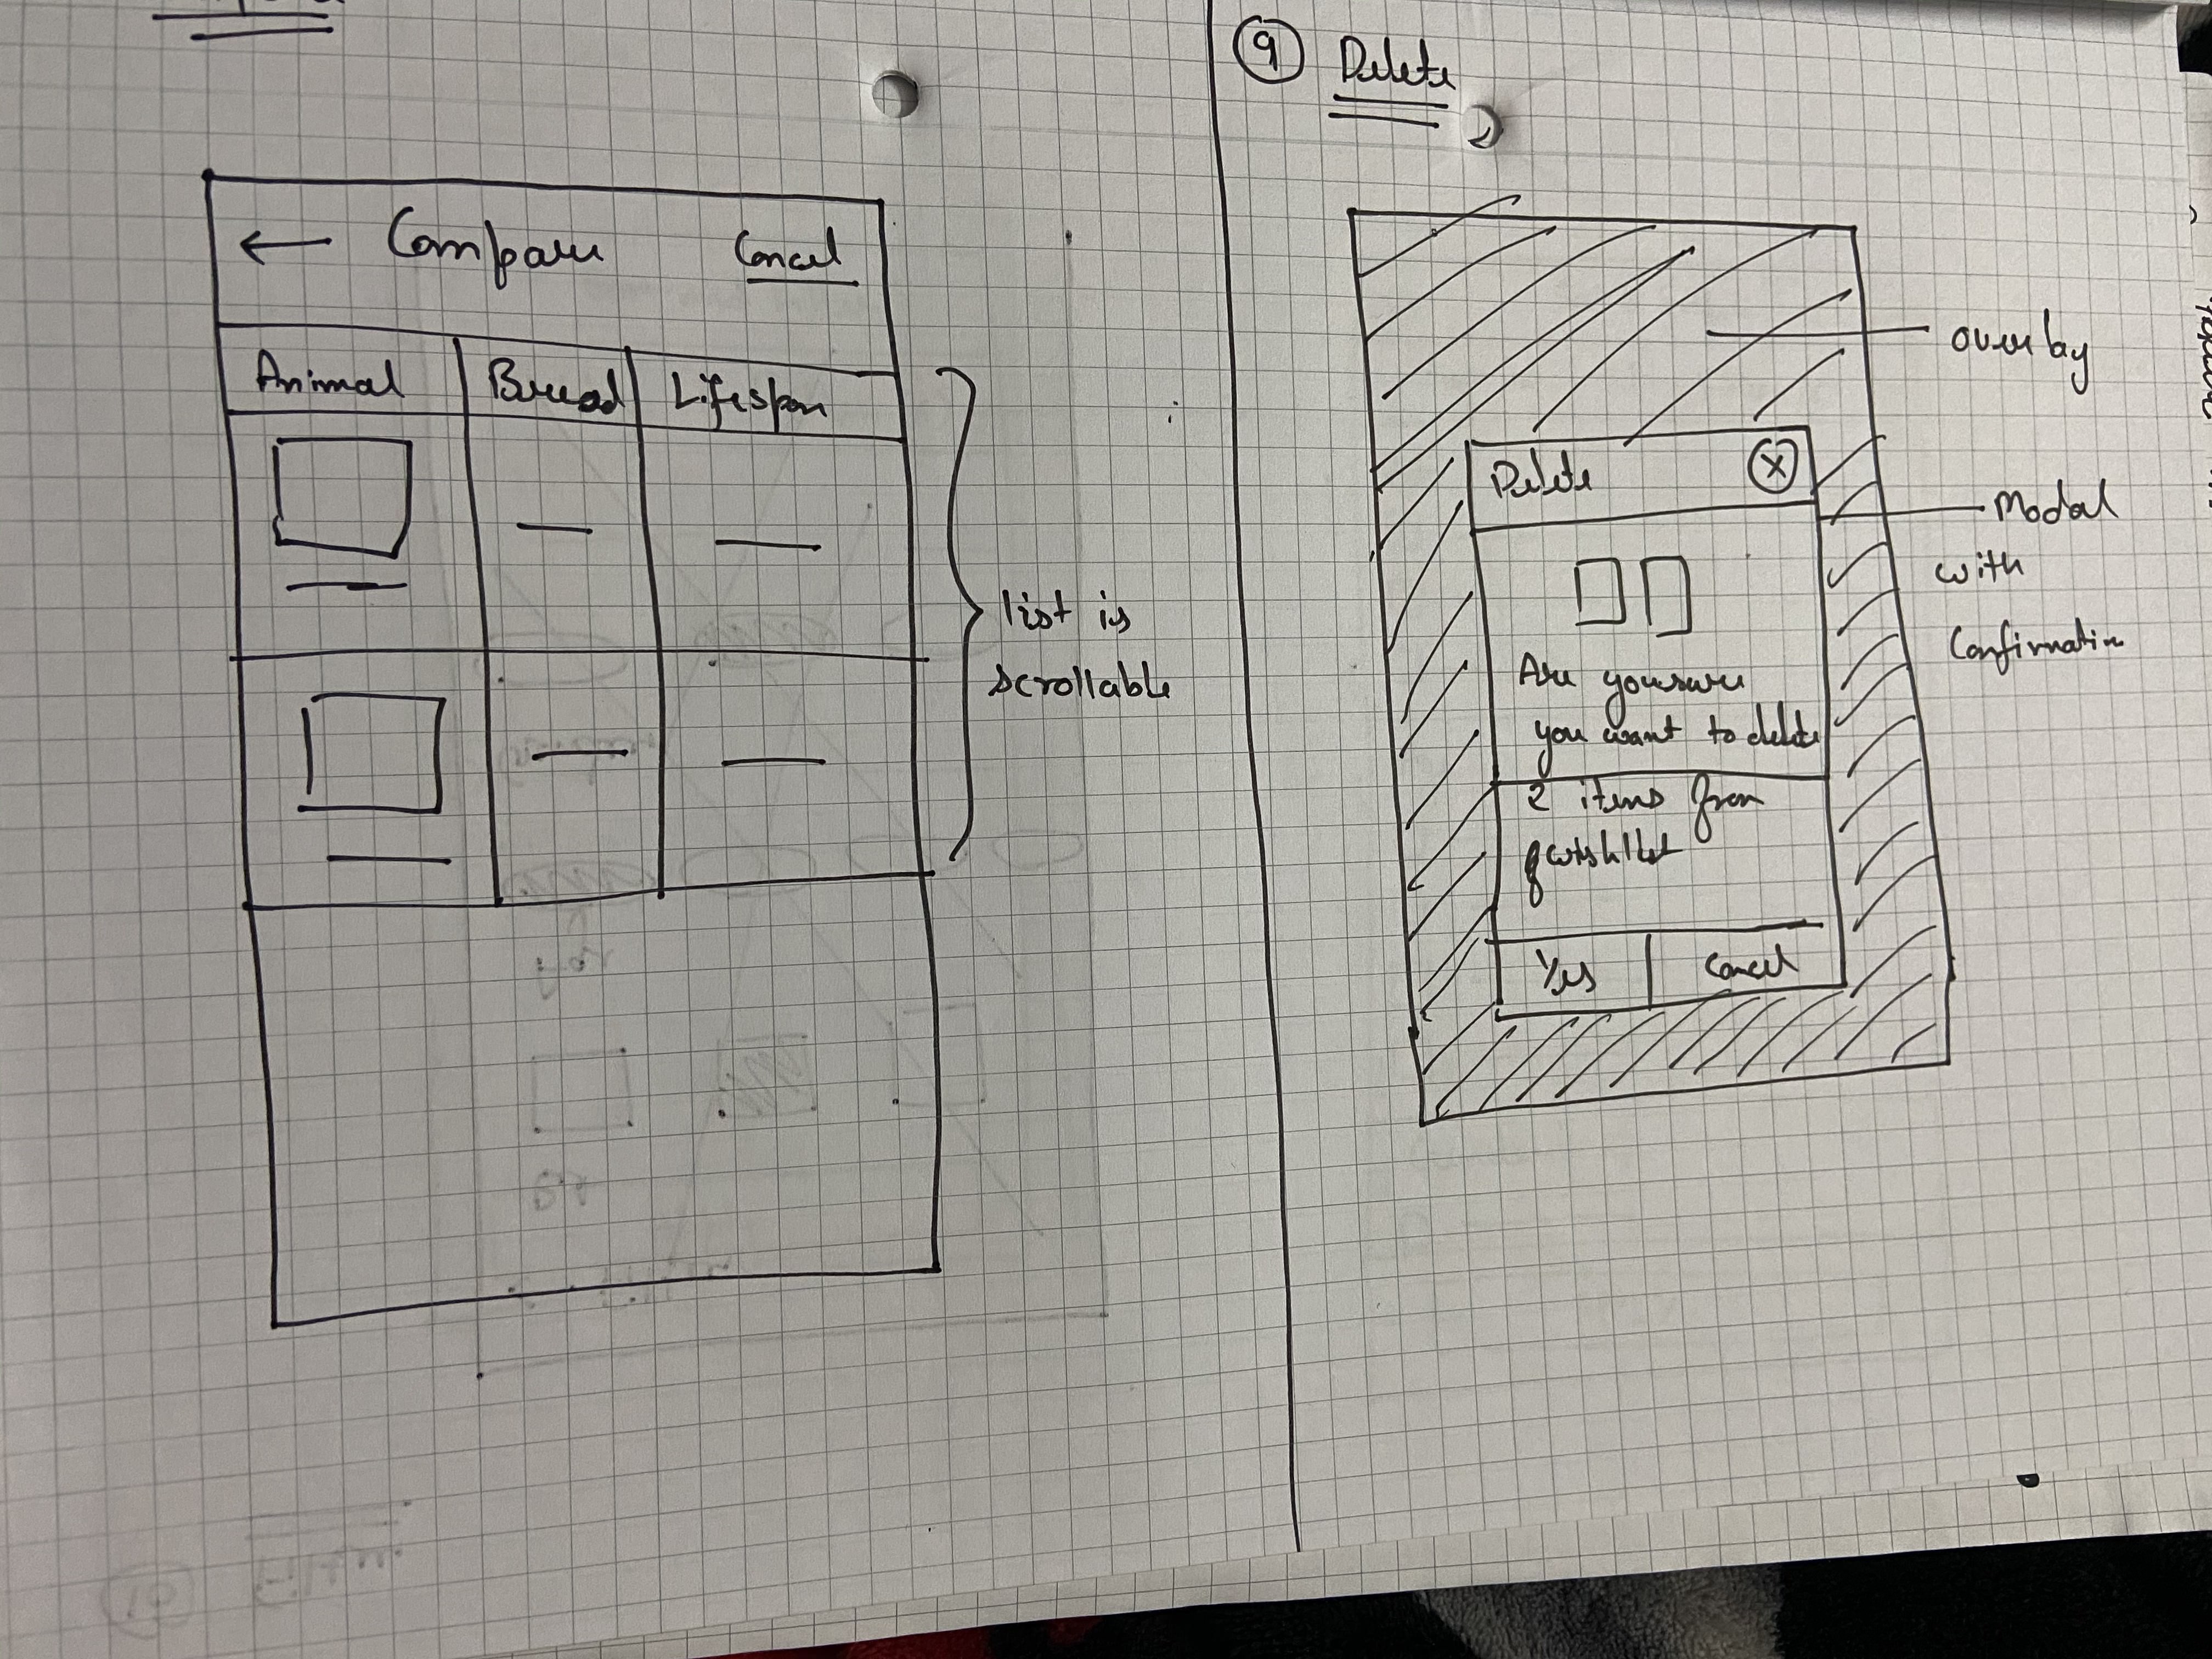 ← Compare Cancel
Animal Breed Lifespan
list is
scrollable
9 Delete
overlay
Delete X
Modal
with
Confirmation
Are you sure
you want to delete
2 items from
wishlist
Yes Cancel